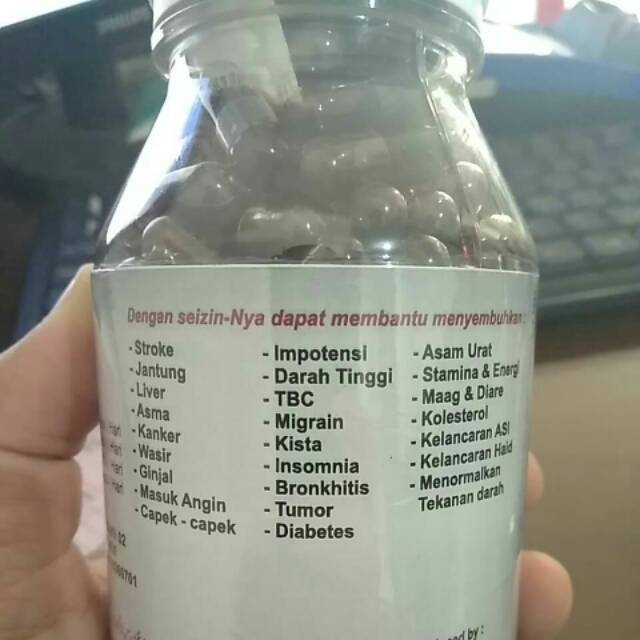 Dengan seizin-Nya dapat membantu menyembuhkan :
- Stroke
- Jantung
- Liver
- Asma
- Kanker
- Wasir
- Ginjal
- Masuk Angin
- Capek - capek
- Impotensi
- Darah Tinggi
- TBC
- Migrain
- Kista
- Insomnia
- Bronkhitis
- Tumor
- Diabetes
- Asam Urat
- Stamina & Energi
- Maag & Diare
- Kolesterol
- Kelancaran ASI
- Kelancaran Haid
- Menormalkan
Tekanan darah